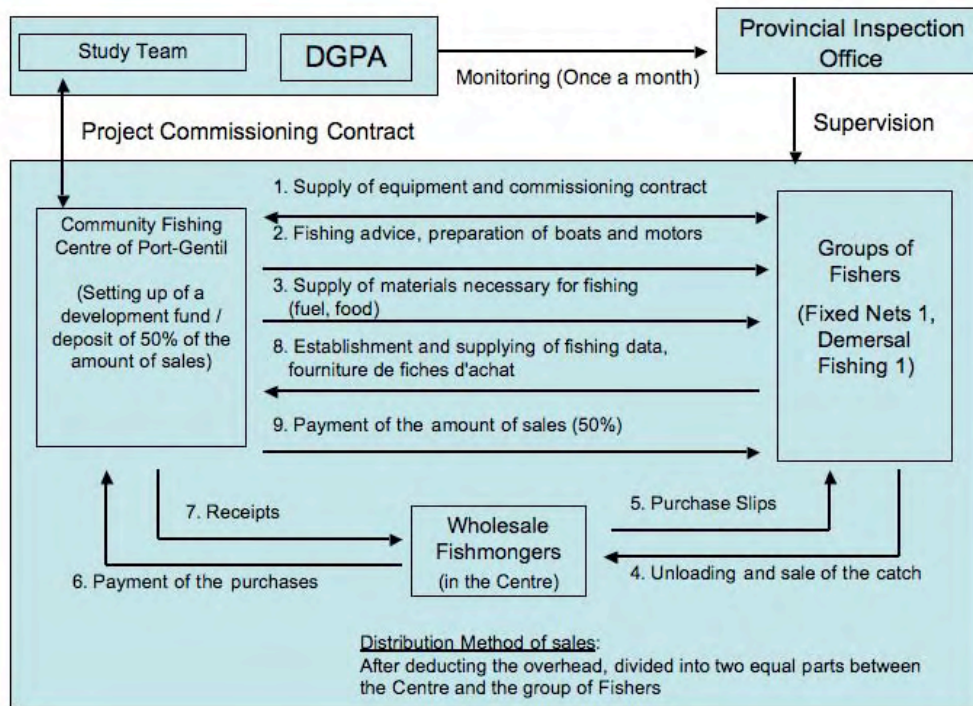 Study Team
DGPA
Monitoring (Once a month)
Provincial Inspection
Office
Project Commissioning Contract
Supervision
Community Fishing
Centre of Port-Gentil
(Setting up of a
development fund /
deposit of 50% of the
amount of sales)
1. Supply of equipment and commissioning contract
2. Fishing advice, preparation of boats and motors
3. Supply of materials necessary for fishing
(fuel, food)
8. Establishment and supplying of fishing data,
fourniture de fiches d'achat
9. Payment of the amount of sales (50%)
Groups of
Fishers
(Fixed Nets 1,
Demersal
Fishing 1)
7. Receipts
6. Payment of the purchases
Wholesale
Fishmongers
(in the Centre)
5. Purchase Slips
4. Unloading and sale of the catch
Distribution Method of sales:
After deducting the overhead, divided into two equal parts between
the Centre and the group of Fishers